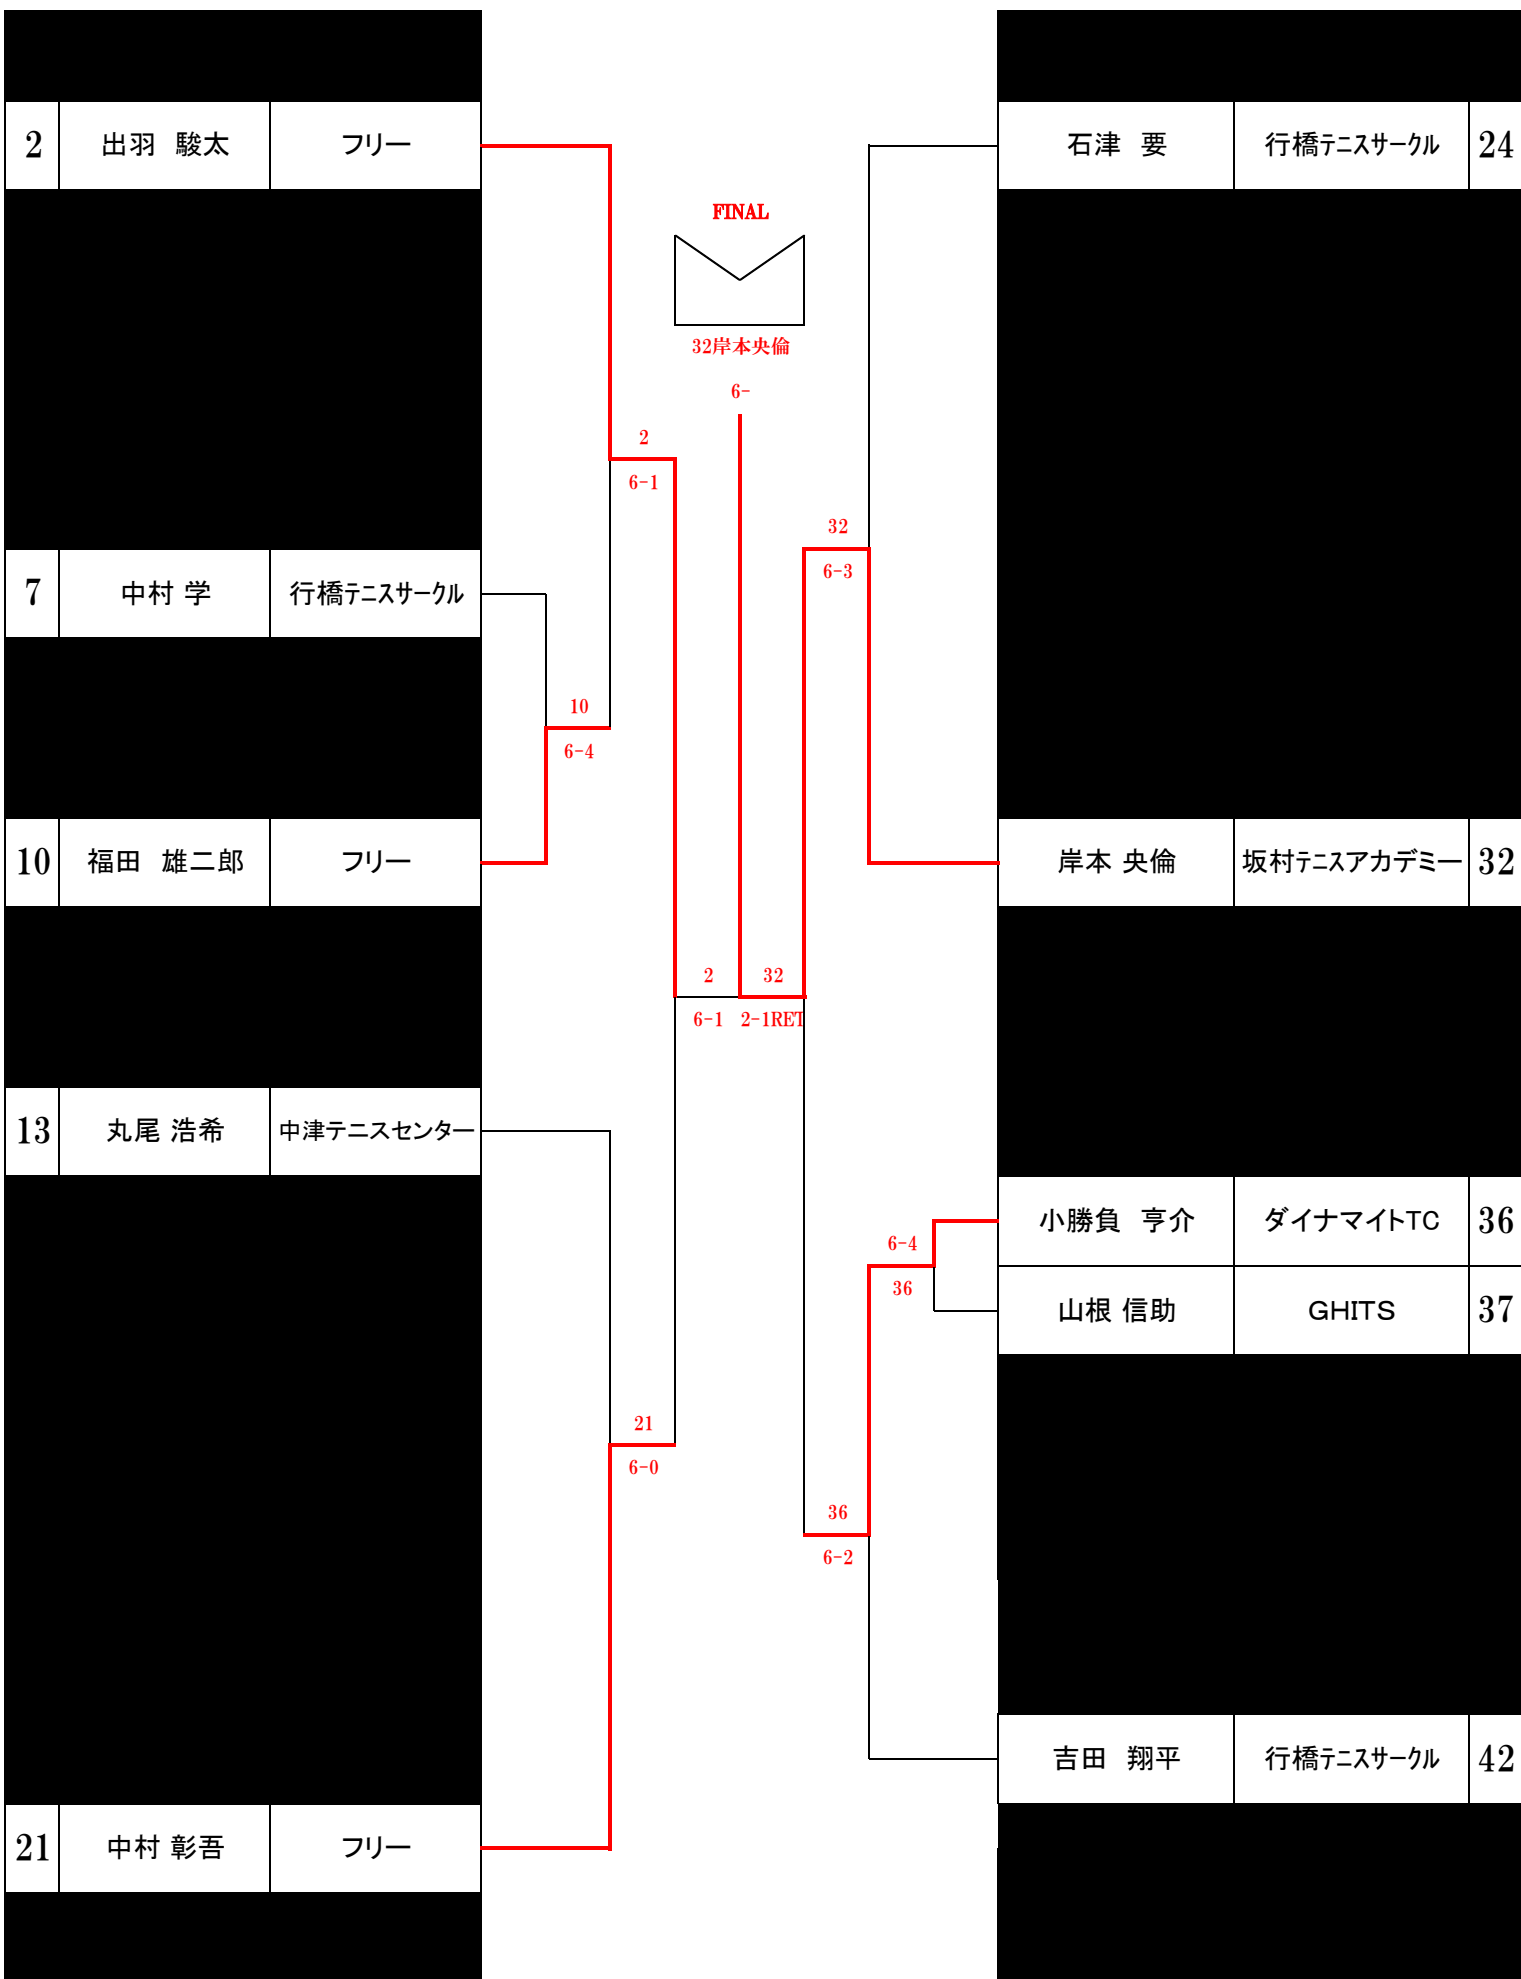 2 出羽　駿太 フリー
7 中村 学 行橋テニスサークル
10 福田　雄二郎 フリー
13 丸尾 浩希 中津テニスセンター
21 中村 彰吾 フリー
10
6-4
2
6-1
21
6-0
2
6-1
FINAL
32岸本央倫
6-
32
2-1RET
32
6-3
6-4
36
36
6-2
石津　要 行橋テニスサークル 24
岸本 央倫 坂村テニスアカデミー 32
小勝負　亨介 ダイナマイトTC 36
山根 信助 GHITS 37
吉田　翔平 行橋テニスサークル 42